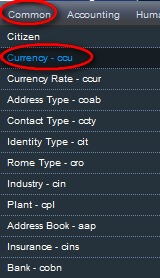 Common Accounting Huma
Citizen
Currency - ccu
Currency Rate - ccur
Address Type - coab
Contact Type - ccty
Identity Type - cit
Rome Type - cro
Industry - cin
Plant - cpl
Address Book - aap
Insurance - cins
Bank - cobn